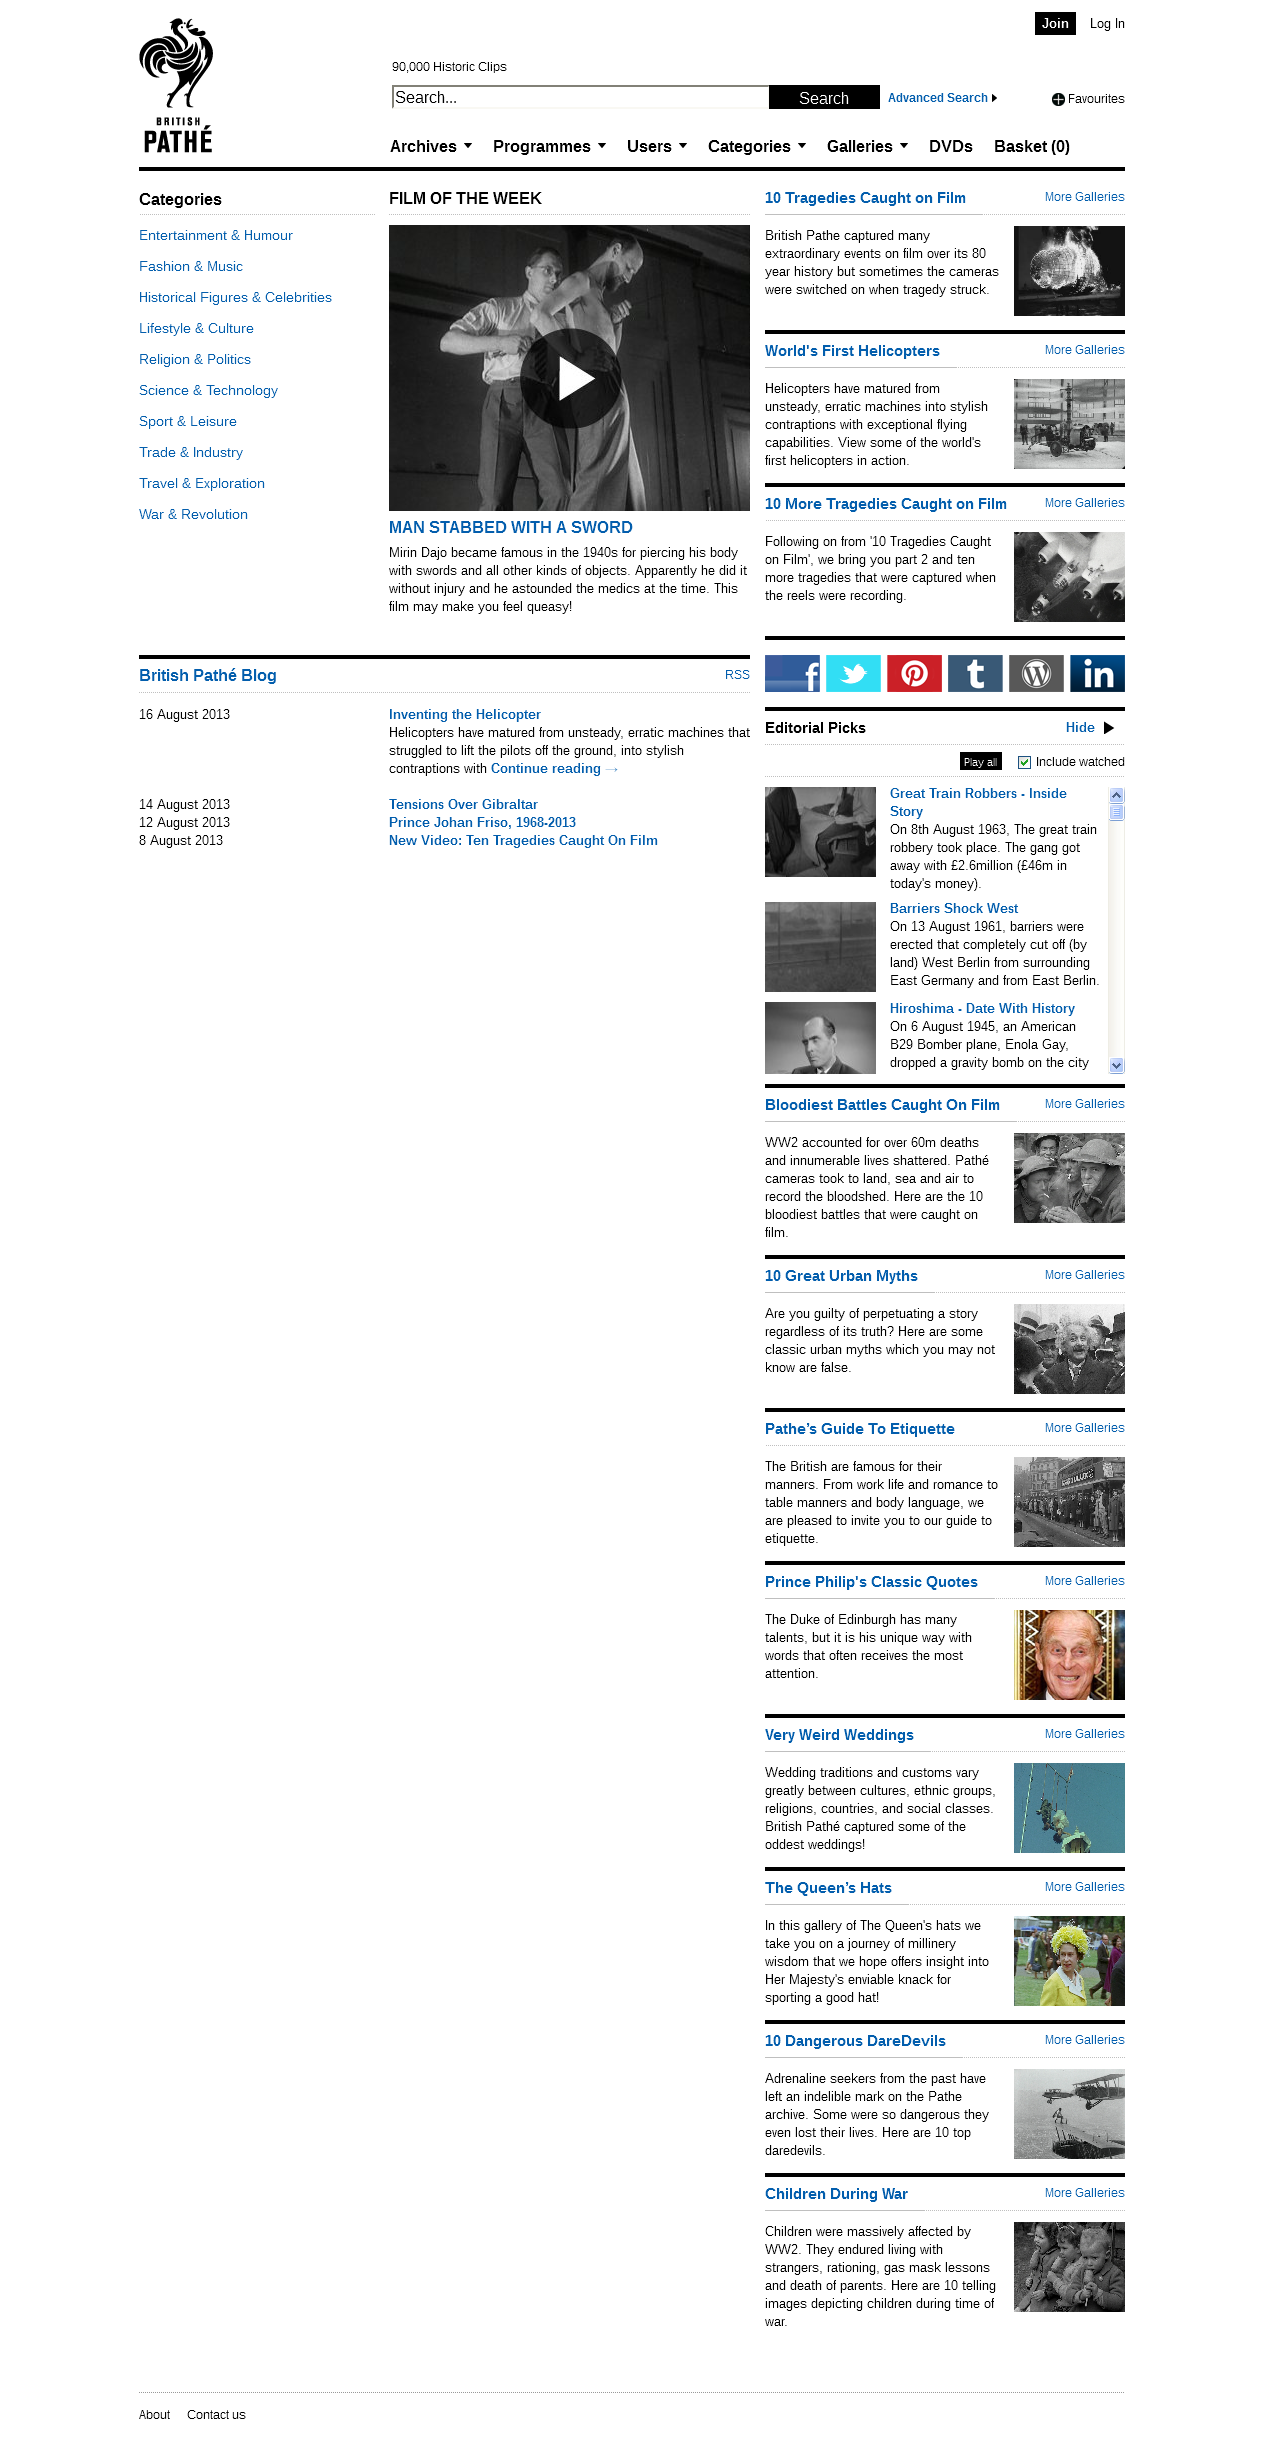 Join Log In
90,000 Historic Clips
Search... Search Advanced Search Favourites
BRITISH
PATHÉ
Archives Programmes Users Categories Galleries DVDs Basket (0)
Categories
Entertainment & Humour
Fashion & Music
Historical Figures & Celebrities
Lifestyle & Culture
Religion & Politics
Science & Technology
Sport & Leisure
Trade & Industry
Travel & Exploration
War & Revolution
FILM OF THE WEEK
MAN STABBED WITH A SWORD
Mirin Dajo became famous in the 1940s for piercing his body
with swords and all other kinds of objects. Apparently he did it
without injury and he astounded the medics at the time. This
film may make you feel queasy!
British Pathé Blog RSS
16 August 2013 Inventing the Helicopter
Helicopters have matured from unsteady, erratic machines that
struggled to lift the pilots off the ground, into stylish
contraptions with Continue reading →
14 August 2013 Tensions Over Gibraltar
12 August 2013 Prince Johan Friso, 1968-2013
8 August 2013 New Video: Ten Tragedies Caught On Film
10 Tragedies Caught on Film More Galleries
British Pathe captured many
extraordinary events on film over its 80
year history but sometimes the cameras
were switched on when tragedy struck.
World's First Helicopters More Galleries
Helicopters have matured from
unsteady, erratic machines into stylish
contraptions with exceptional flying
capabilities. View some of the world's
first helicopters in action.
10 More Tragedies Caught on Film More Galleries
Following on from '10 Tragedies Caught
on Film', we bring you part 2 and ten
more tragedies that were captured when
the reels were recording.
f t W in
Editorial Picks Hide
Play all Include watched
Great Train Robbers - Inside
Story
On 8th August 1963, The great train
robbery took place. The gang got
away with £2.6million (£46m in
today's money).
Barriers Shock West
On 13 August 1961, barriers were
erected that completely cut off (by
land) West Berlin from surrounding
East Germany and from East Berlin.
Hiroshima - Date With History
On 6 August 1945, an American
B29 Bomber plane, Enola Gay,
dropped a gravity bomb on the city
Bloodiest Battles Caught On Film More Galleries
WW2 accounted for over 60m deaths
and innumerable lives shattered. Pathé
cameras took to land, sea and air to
record the bloodshed. Here are the 10
bloodiest battles that were caught on
film.
10 Great Urban Myths More Galleries
Are you guilty of perpetuating a story
regardless of its truth? Here are some
classic urban myths which you may not
know are false.
Pathe’s Guide To Etiquette More Galleries
The British are famous for their
manners. From work life and romance to
table manners and body language, we
are pleased to invite you to our guide to
etiquette.
Prince Philip's Classic Quotes More Galleries
The Duke of Edinburgh has many
talents, but it is his unique way with
words that often receives the most
attention.
Very Weird Weddings More Galleries
Wedding traditions and customs vary
greatly between cultures, ethnic groups,
religions, countries, and social classes.
British Pathé captured some of the
oddest weddings!
The Queen’s Hats More Galleries
In this gallery of The Queen's hats we
take you on a journey of millinery
wisdom that we hope offers insight into
Her Majesty's enviable knack for
sporting a good hat!
10 Dangerous DareDevils More Galleries
Adrenaline seekers from the past have
left an indelible mark on the Pathe
archive. Some were so dangerous they
even lost their lives. Here are 10 top
daredevils.
Children During War More Galleries
Children were massively affected by
WW2. They endured living with
strangers, rationing, gas mask lessons
and death of parents. Here are 10 telling
images depicting children during time of
war.
About Contact us